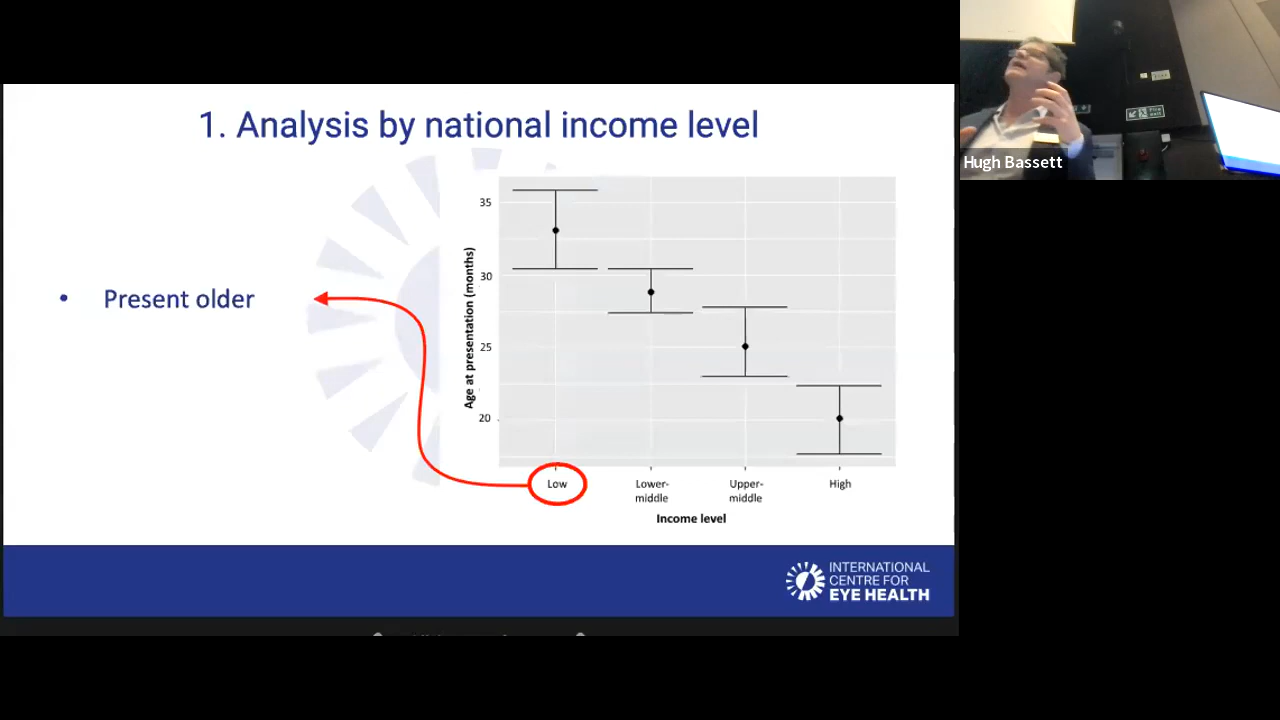 1. Analysis by national income level
• Present older
Age at presentation (months)
35
30
25
20
Low
Lower-
middle
Upper-
middle
High
Income level
INTERNATIONAL
CENTRE FOR
EYE HEALTH
Hugh Bassett